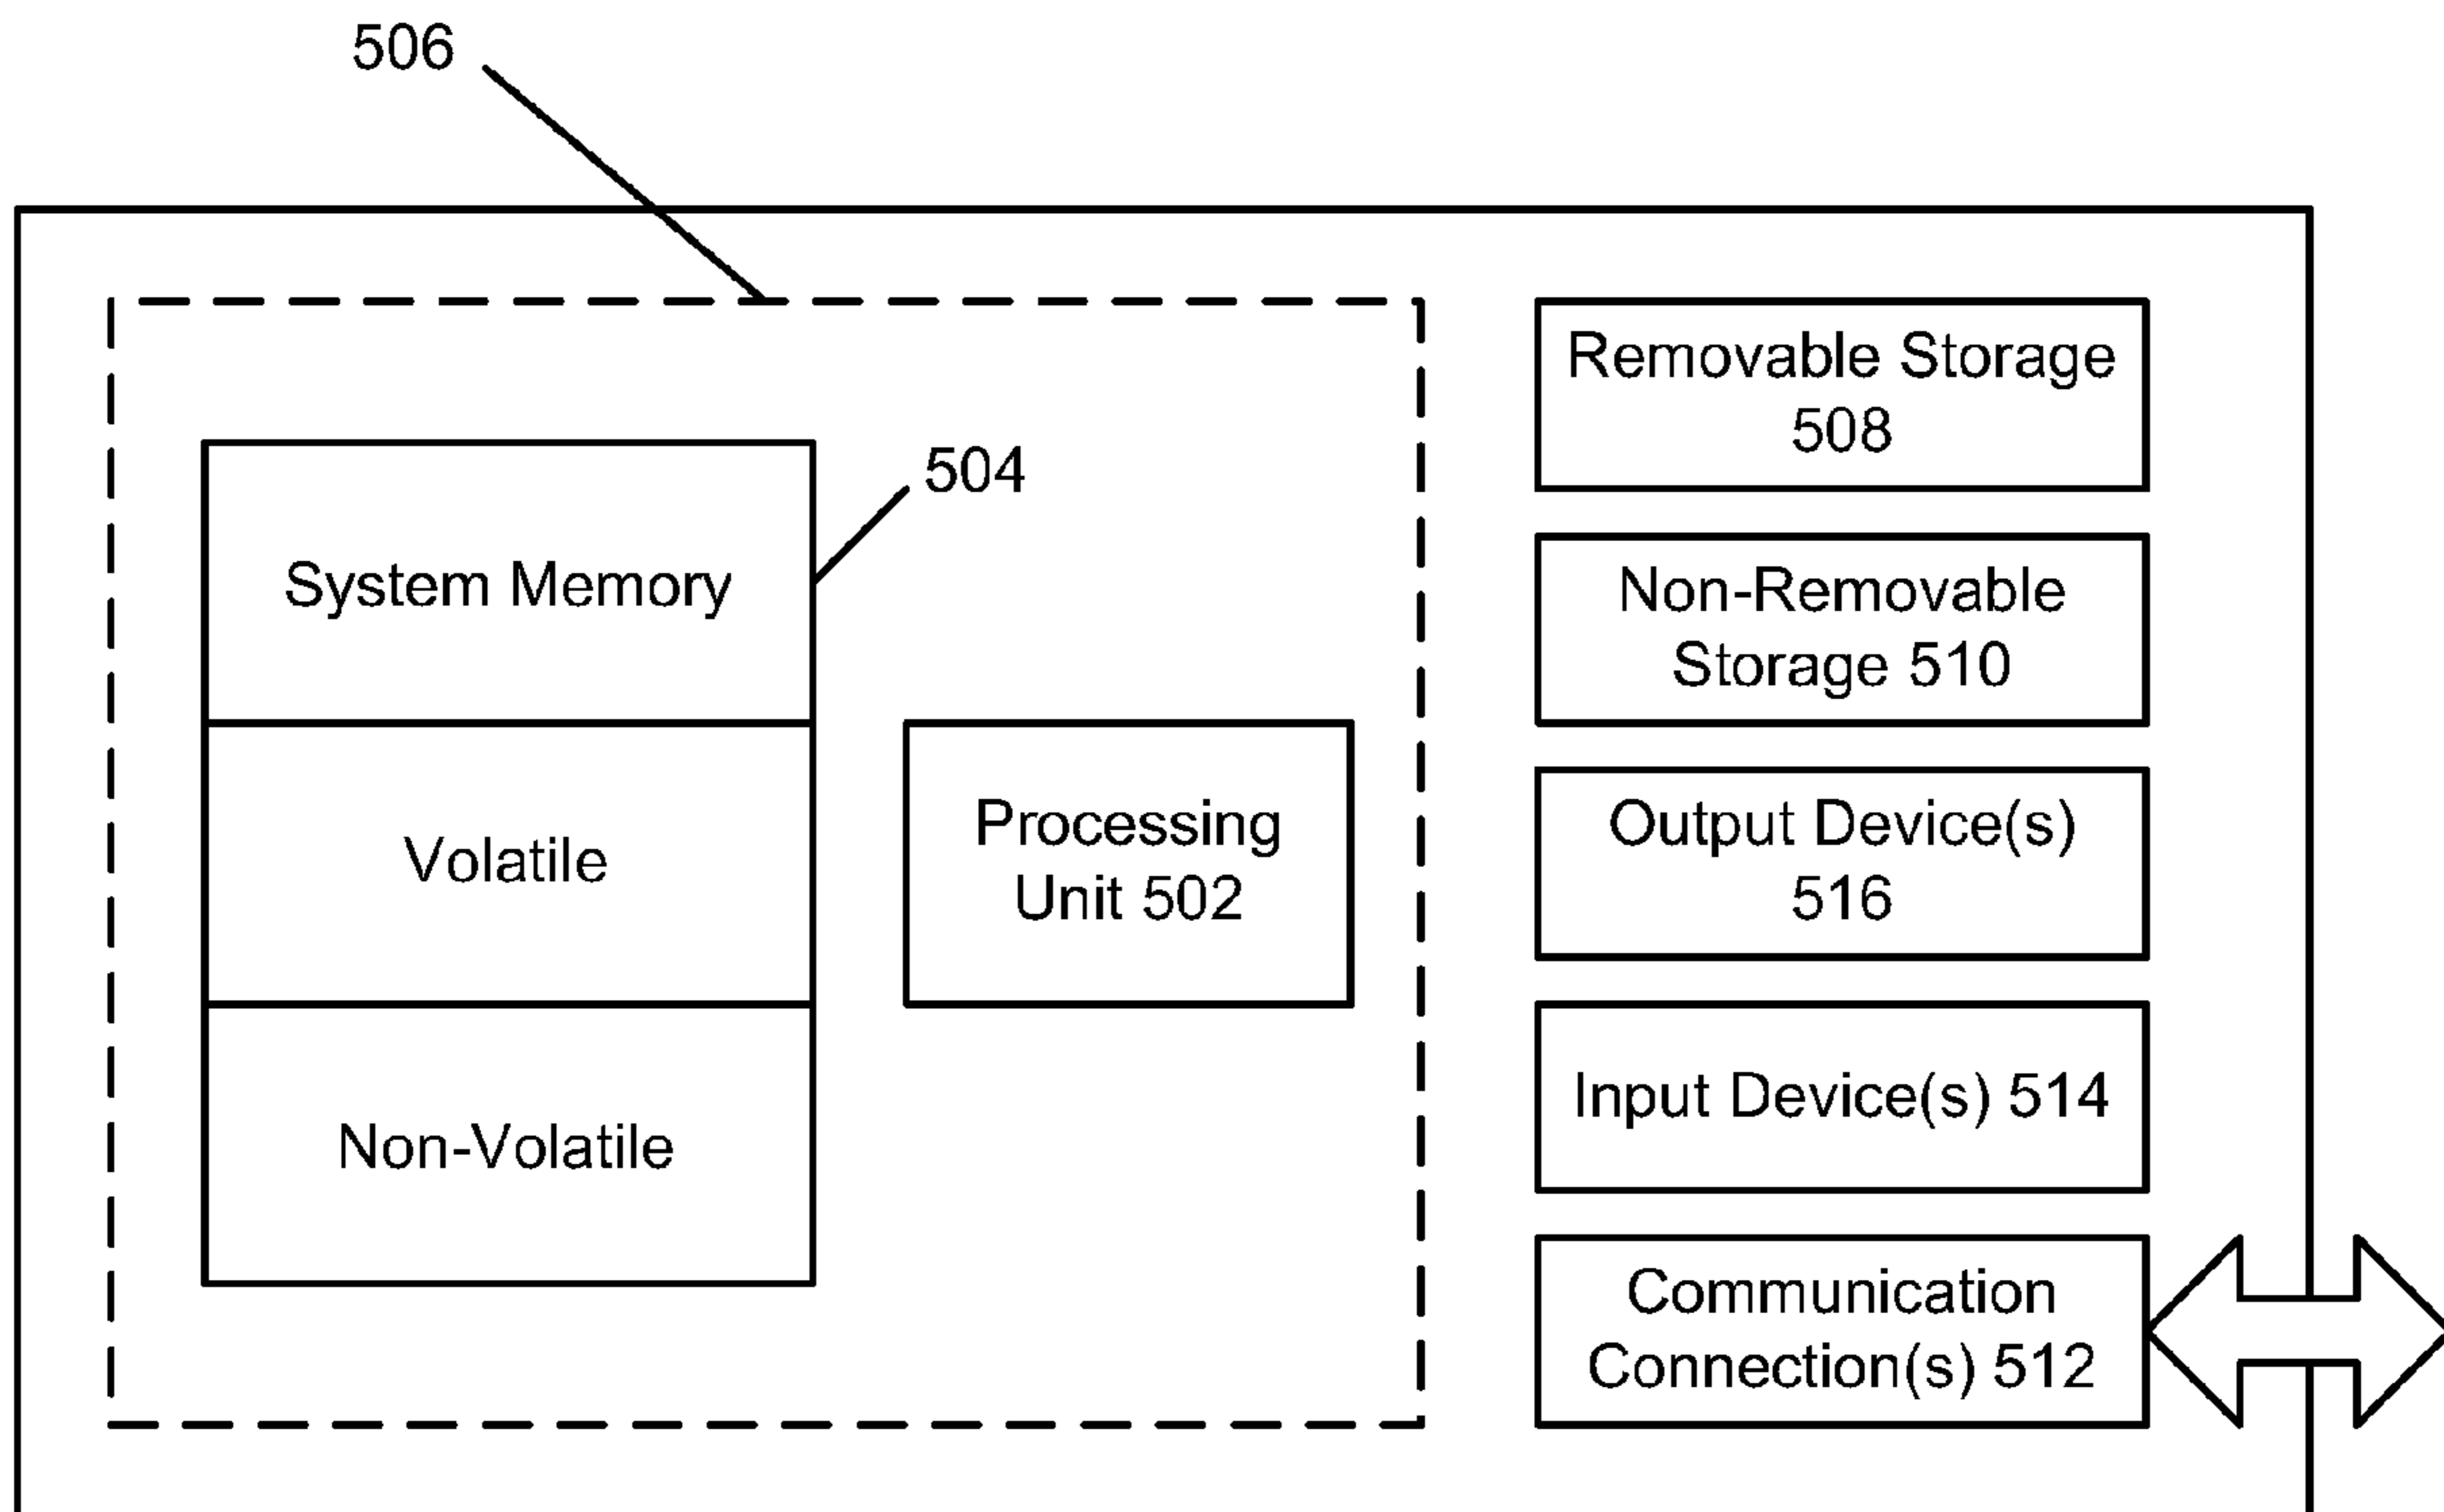 506
504
System Memory
Volatile
Non-Volatile
Processing
Unit 502
Removable Storage
508
Non-Removable
Storage 510
Output Device(s)
516
Input Device(s) 514
Communication
Connection(s) 512